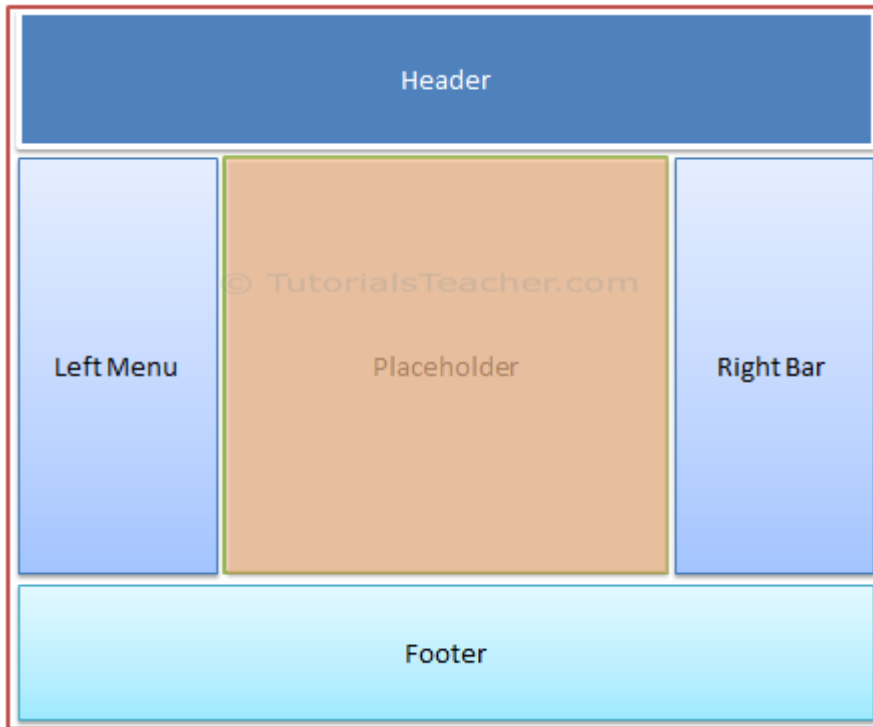 Header
© TutorialsTeacher.com
Left Menu
Placeholder
Right Bar
Footer